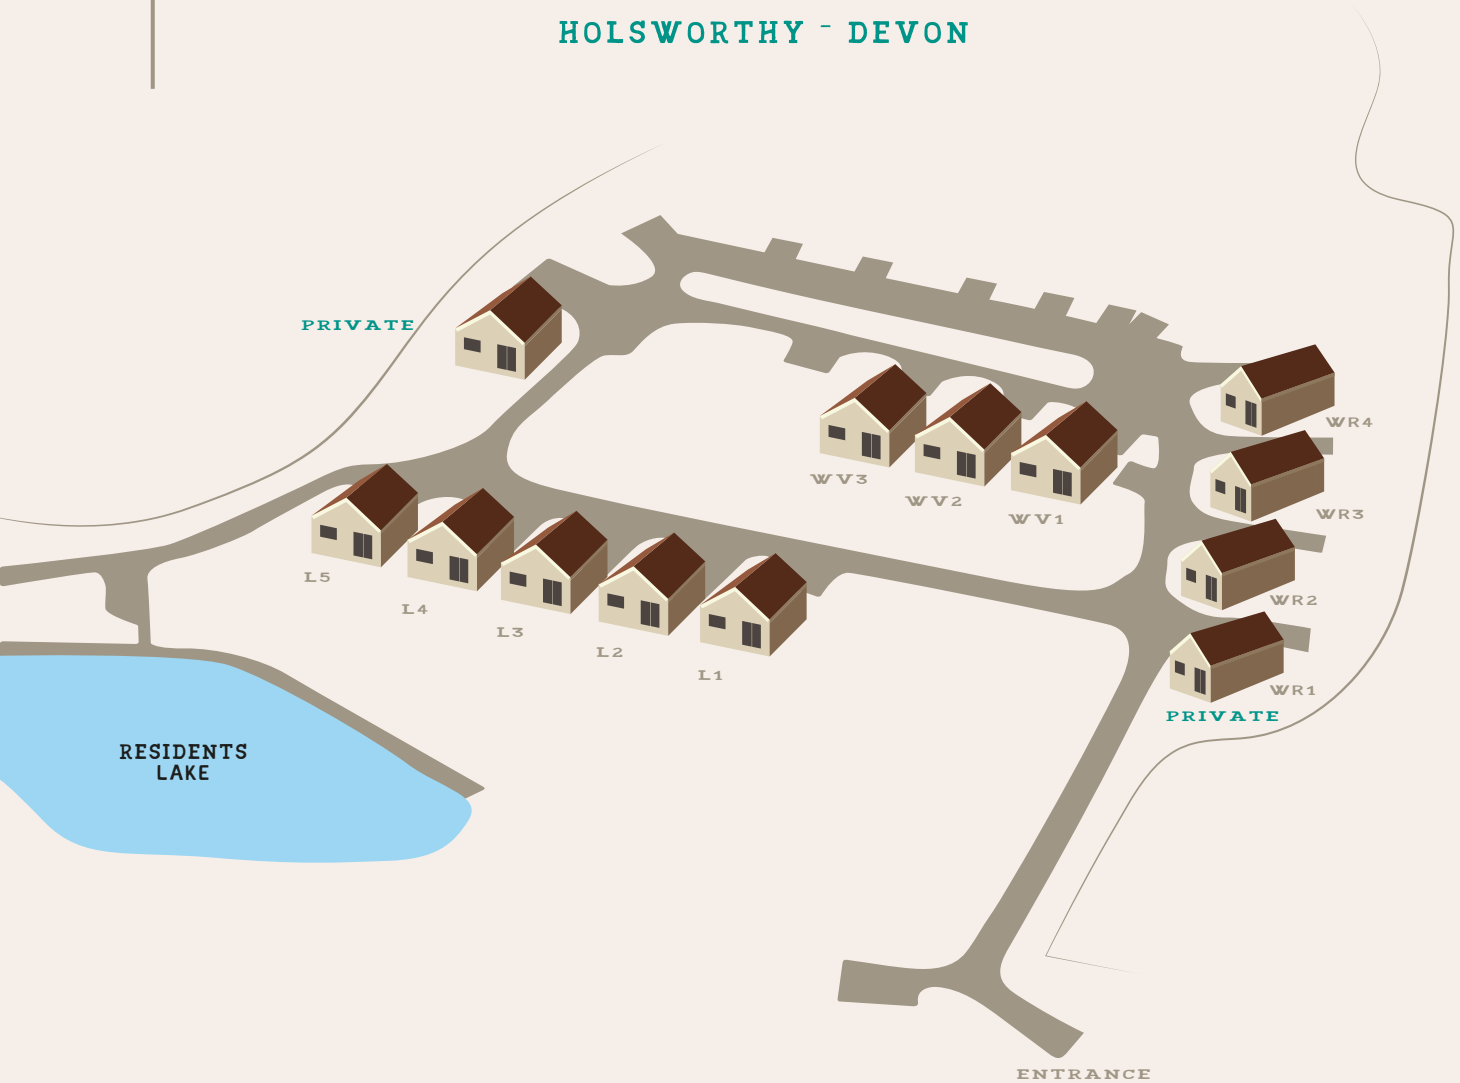 HOLSWORTHY - DEVON
PRIVATE
WR4
WV3
WV2
WV1
WR3
L5
L4
L3
L2
L1
WR2
WR1
PRIVATE
RESIDENTS
LAKE
ENTRANCE